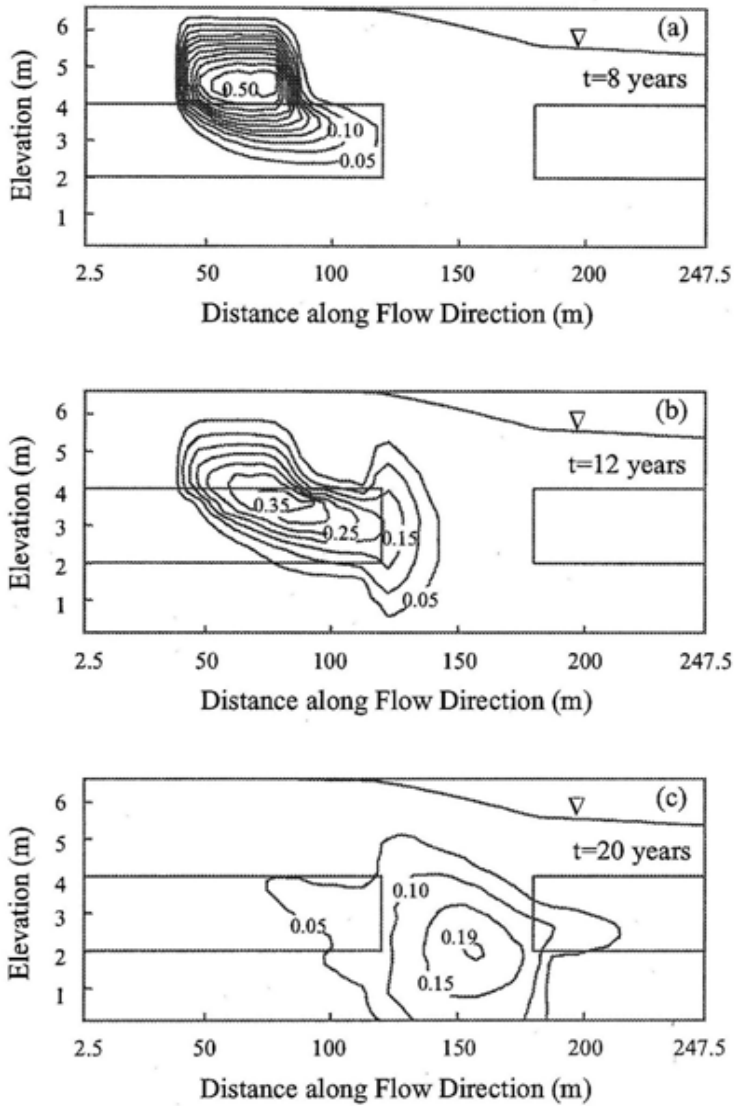 (a)
6
t=8 years
5
0.50
4
0.10
3
0.05
2
1
Elevation (m)
2.5 50 100 150 200 247.5
Distance along Flow Direction (m)
(b)
6
t=12 years
5
4
0.35
3
0.25 0.15
2
1
0.05
Elevation (m)
2.5 50 100 150 200 247.5
Distance along Flow Direction (m)
(c)
6
t=20 years
5
4
0.10
3
0.05
0.19
2
0.15
1
Elevation (m)
2.5 50 100 150 200 247.5
Distance along Flow Direction (m)